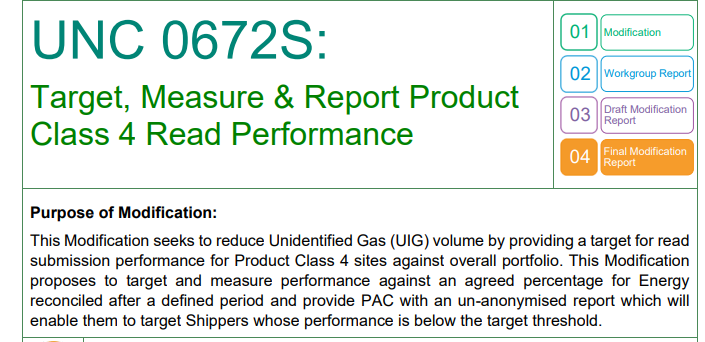 UNC 0672S:
Target, Measure & Report Product
Class 4 Read Performance
01 Modification
02 Workgroup Report
03 Draft Modification
Report
04 Final Modification
Report
Purpose of Modification:
This Modification seeks to reduce Unidentified Gas (UIG) volume by providing a target for read
submission performance for Product Class 4 sites against overall portfolio. This Modification
proposes to target and measure performance against an agreed percentage for Energy
reconciled after a defined period and provide PAC with an un-anonymised report which will
enable them to target Shippers whose performance is below the target threshold.